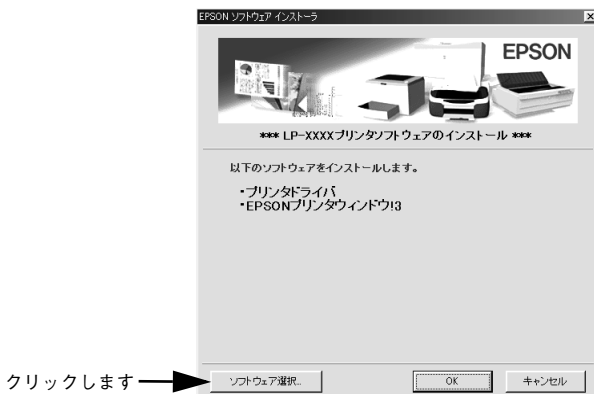 EPSON ソフトウェア インストーラ
EPSON
*** LP-XXXXプリンタソフトウェアのインストール ***
以下のソフトウェアをインストールします。
・プリンタドライバ
・EPSONプリンタウィンドウ!3
クリックします
ソフトウェア選択...
OK
キャンセル